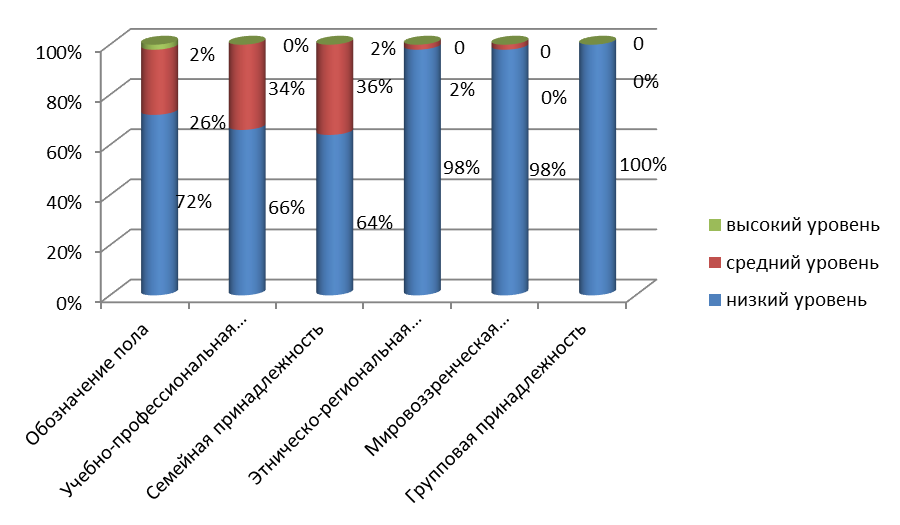 100%
80%
60%
40%
20%
0%
2%
26%
72%
0%
34%
66%
2%
36%
64%
0
2%
98%
0
0%
98%
0
0%
100%
Обозначение пола
Учебно-профессиональная...
Семейная принадлежность
Этническо-региональная...
Мировоззренческая...
Групповая принадлежность
высокий уровень
средний уровень
низкий уровень